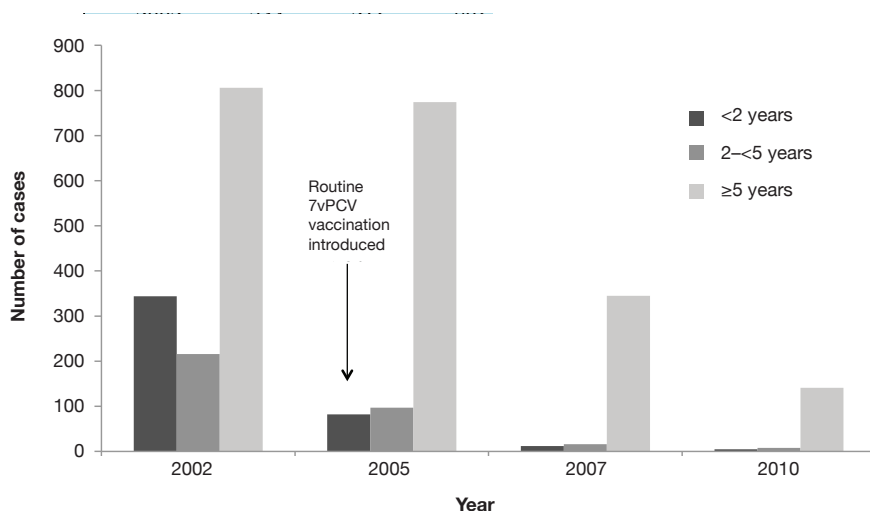 900
800
700
600
500
400
300
200
100
0
Number of cases
Routine
7vPCV
vaccination
introduced
<2 years
2–<5 years
≥5 years
2002
2005
2007
2010
Year